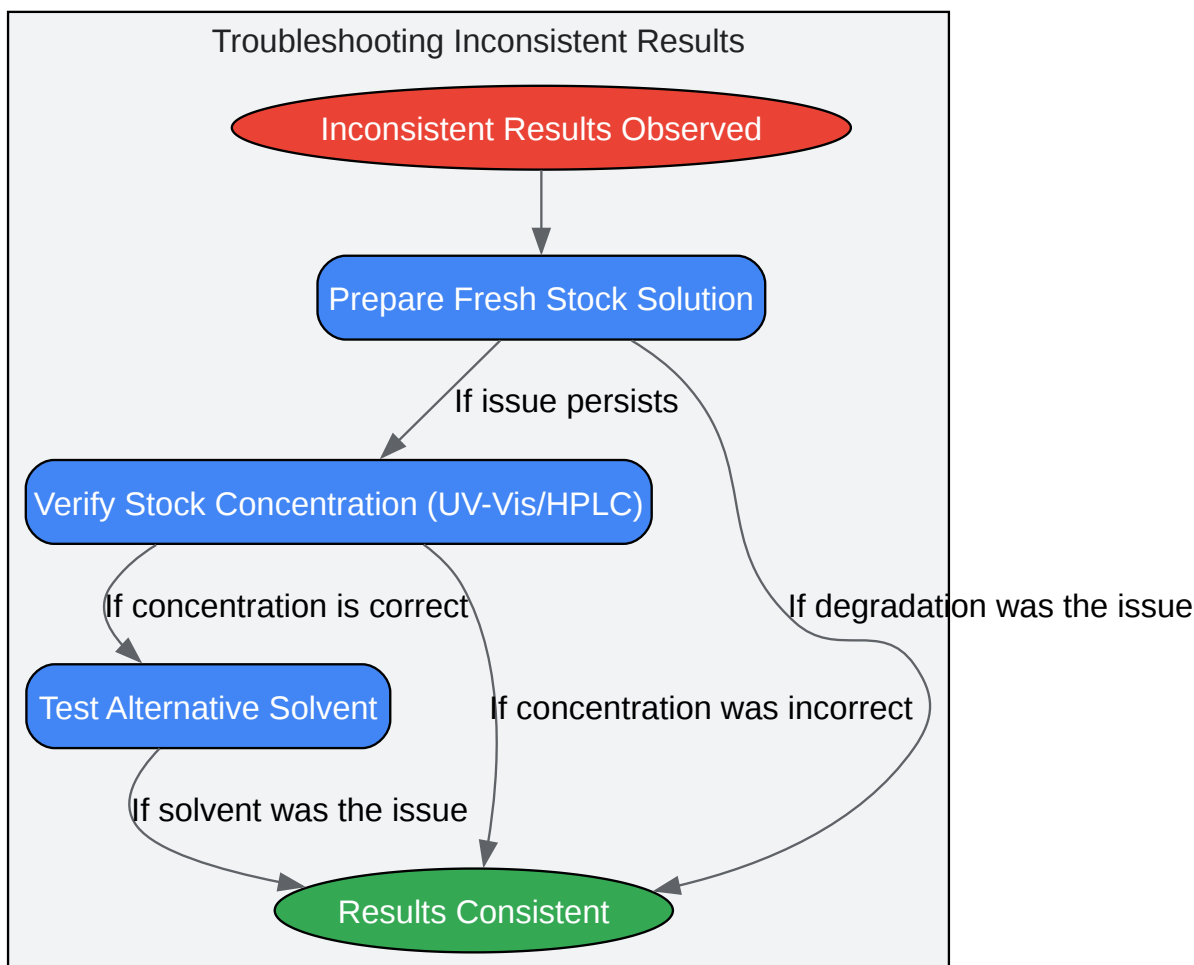 Troubleshooting Inconsistent Results
Inconsistent Results Observed
Prepare Fresh Stock Solution
If issue persists
Verify Stock Concentration (UV-Vis/HPLC)
If concentration is correct
If degradation was the issue
Test Alternative Solvent
If concentration was incorrect
If solvent was the issue
Results Consistent